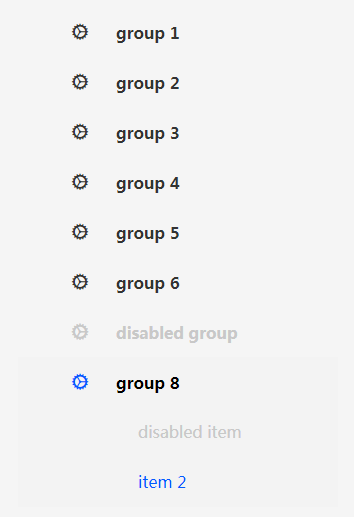 group 1
group 2
group 3
group 4
group 5
group 6
disabled group
group 8
disabled item
item 2